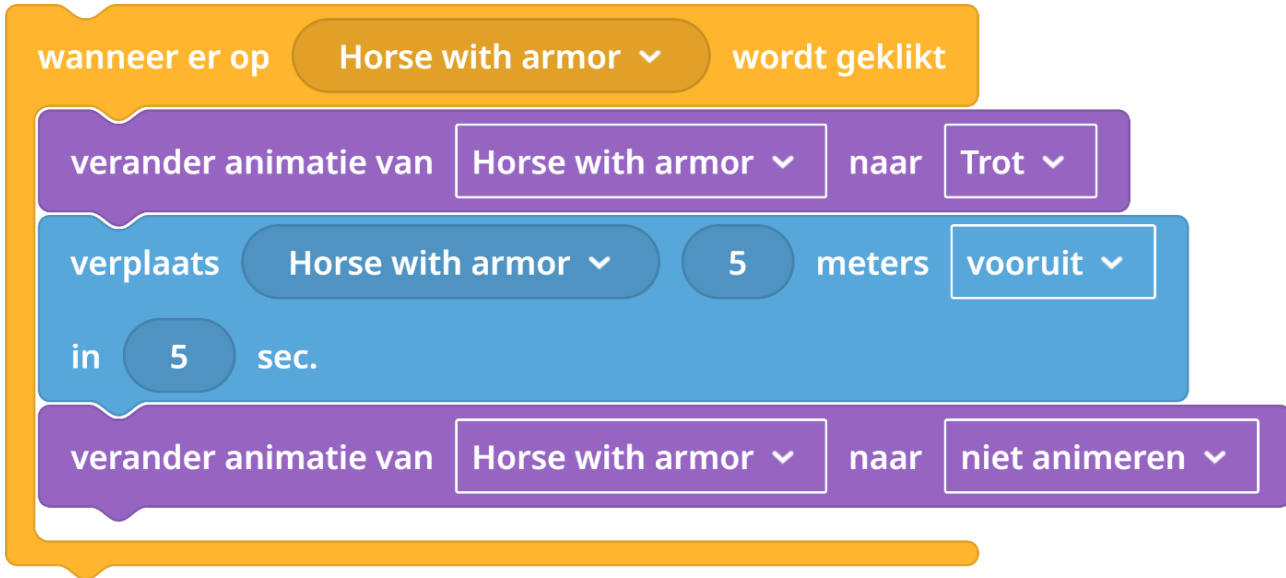 wanneer er op Horse with armor wordt geklikt
verander animatie van Horse with armor naar Trot
verplaats Horse with armor 5 meters vooruit
in 5 sec.
verander animatie van Horse with armor naar niet animeren